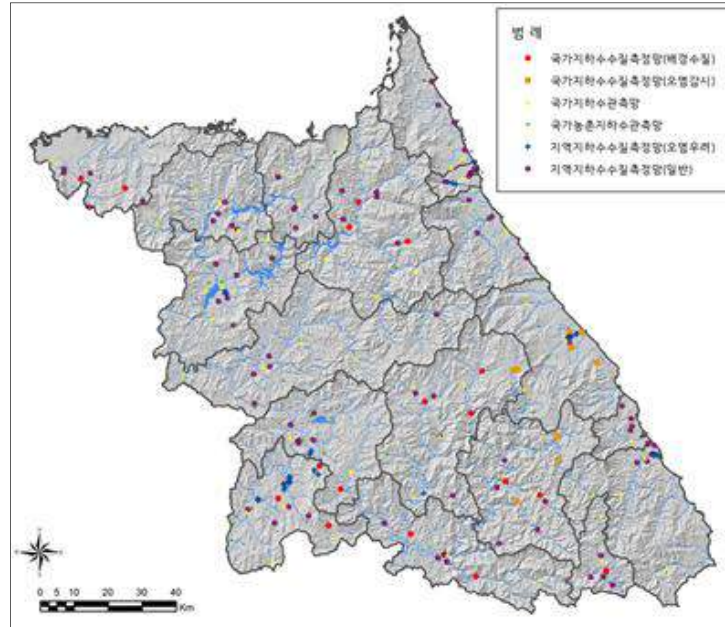 범 례
국가지하수수질측정망(배경수질)
국가지하수수질측정망(오염감시)
국가지하수관측망
국가농촌지하수관측망
지역지하수수질측정망(오염우려)
지역지하수수질측정망(일반)
0 5 10 20 30 40
Km